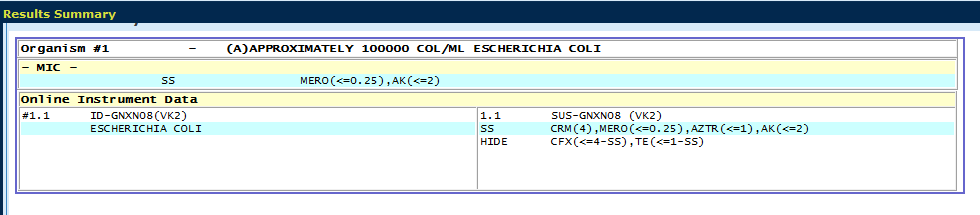 Results Summary
Organism #1 - (A)APPROXIMATELY 100000 COL/ML ESCHERICHIA COLI
- MIC -
SS MERO(<=0.25),AK(<=2)
Online Instrument Data
#1.1 ID-GNXN08(VK2)
ESCHERICHIA COLI
1.1 SUS-GNXN08 (VK2)
SS CRM(4),MERO(<=0.25),AZTR(<=1),AK(<=2)
HIDE CFX(<=4-SS),TE(<=1-SS)